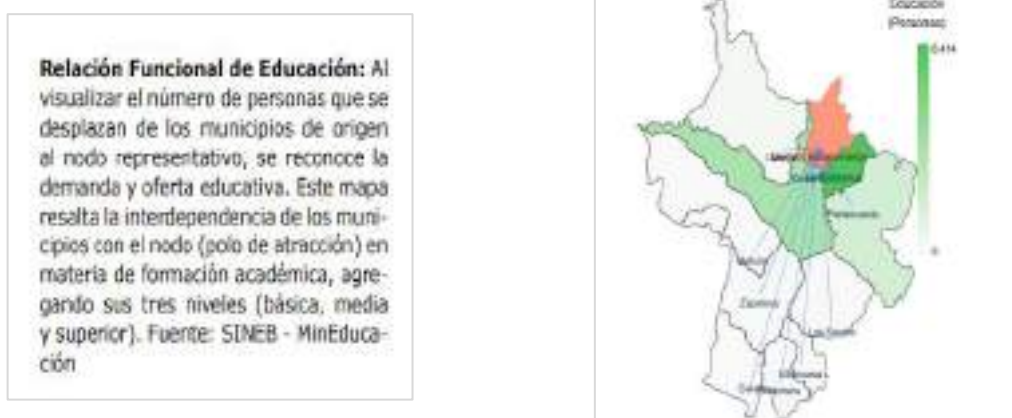 Relación Funcional de Educación: Al
visualizar el número de personas que se
desplazan de los municipios de origen
al nodo representativo, se reconoce la
demanda y oferta educativa. Este mapa
resalta la interdependencia de los muni-
cipios con el nodo (polo de atracción) en
materia de formación académica, agre-
gando sus tres niveles (básica, media
y superior). Fuente: SINEB - MinEduca-
ción
Educación
(Personas)
0